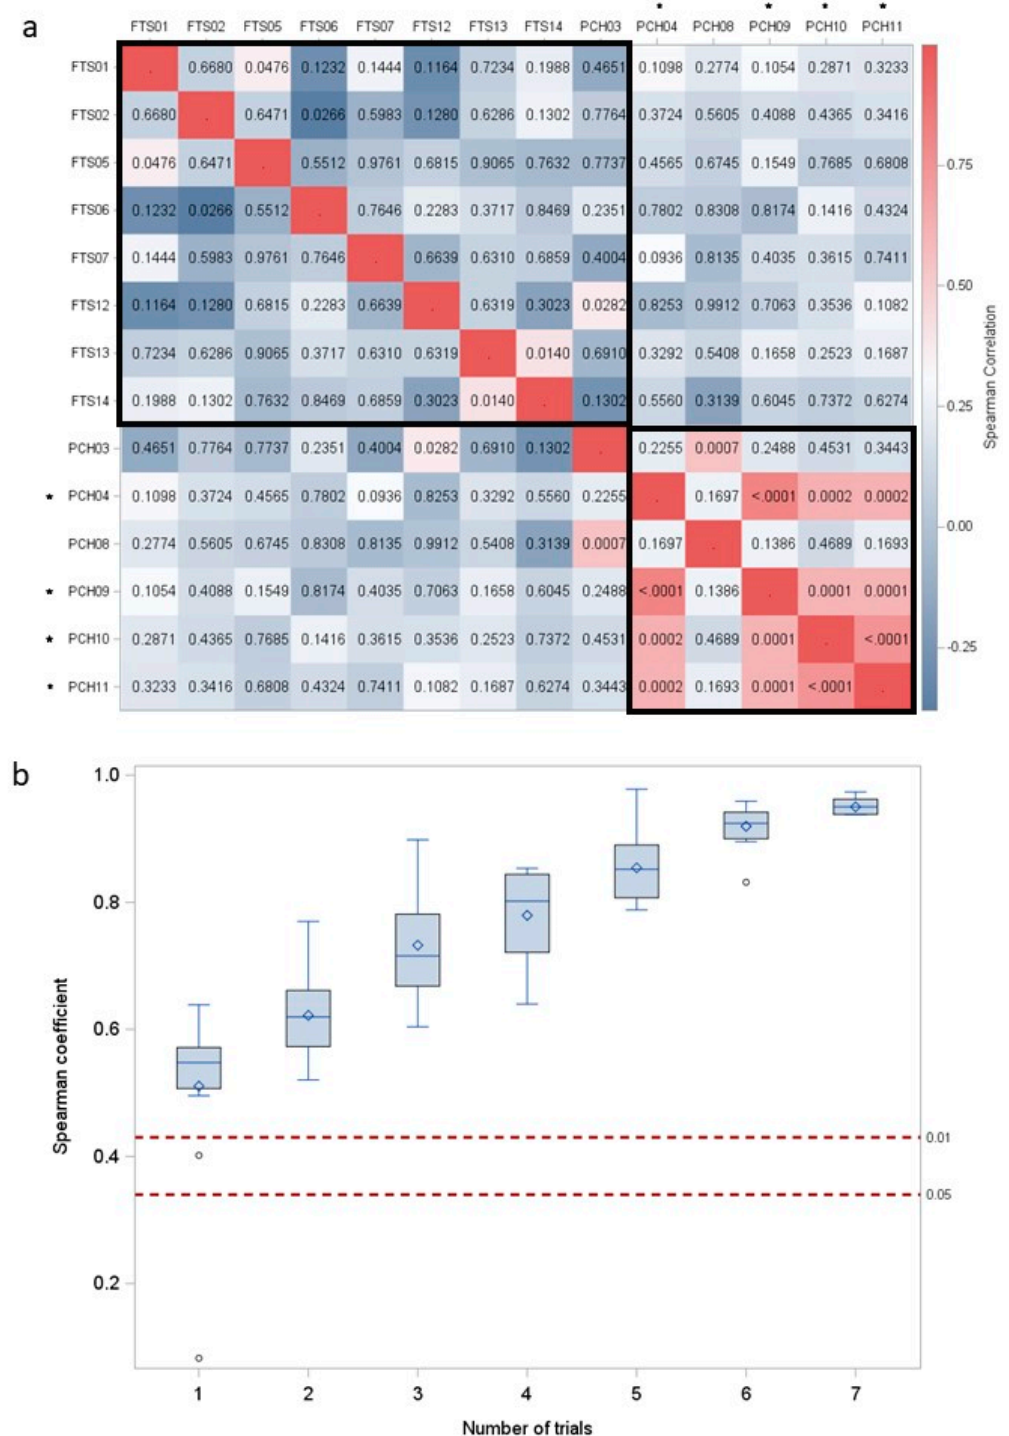 a
* * * *
FTS01 FTS02 FTS05 FTS06 FTS07 FTS12 FTS13 FTS14 PCH03 PCH04 PCH08 PCH09 PCH10 PCH11
FTS01 . 0.6680 0.0476 0.1232 0.1444 0.1164 0.7234 0.1988 0.4651 0.1098 0.2774 0.1054 0.2871 0.3233
FTS02 0.6680 . 0.6471 0.0266 0.5983 0.1280 0.6286 0.1302 0.7764 0.3724 0.5605 0.4088 0.4365 0.3416
FTS05 0.0476 0.6471 . 0.5512 0.9761 0.6815 0.9065 0.7632 0.7737 0.4565 0.6745 0.1549 0.7685 0.6808
FTS06 0.1232 0.0266 0.5512 . 0.7646 0.2283 0.3717 0.8469 0.2351 0.7802 0.8308 0.8174 0.1416 0.4324
FTS07 0.1444 0.5983 0.9761 0.7646 . 0.6639 0.6310 0.6859 0.4004 0.0936 0.8135 0.4035 0.3615 0.7411
FTS12 0.1164 0.1280 0.6815 0.2283 0.6639 . 0.6319 0.3023 0.0282 0.8253 0.9912 0.7063 0.3536 0.1082
FTS13 0.7234 0.6286 0.9065 0.3717 0.6310 0.6319 . 0.0140 0.6910 0.3292 0.5408 0.1658 0.2523 0.1687
FTS14 0.1988 0.1302 0.7632 0.8469 0.6859 0.3023 0.0140 . 0.1302 0.5560 0.3139 0.6045 0.7372 0.6274
PCH03 0.4651 0.7764 0.7737 0.2351 0.4004 0.0282 0.6910 0.1302 . 0.2255 0.0007 0.2488 0.4531 0.3443
* PCH04 0.1098 0.3724 0.4565 0.7802 0.0936 0.8253 0.3292 0.5560 0.2255 . 0.1697 <.0001 0.0002 0.0002
PCH08 0.2774 0.5605 0.6745 0.8308 0.8135 0.9912 0.5408 0.3139 0.0007 0.1697 . 0.1386 0.4689 0.1693
* PCH09 0.1054 0.4088 0.1549 0.8174 0.4035 0.7063 0.1658 0.6045 0.2488 <.0001 0.1386 . 0.0001 0.0001
* PCH10 0.2871 0.4365 0.7685 0.1416 0.3615 0.3536 0.2523 0.7372 0.4531 0.0002 0.4689 0.0001 . <.0001
* PCH11 0.3233 0.3416 0.6808 0.4324 0.7411 0.1082 0.1687 0.6274 0.3443 0.0002 0.1693 0.0001 <.0001 .
0.75
0.50
0.25
0.00
-0.25
Spearman Correlation
b
1.0
0.8
0.6
0.4
0.2
Spearman coefficient
0.01
0.05
1 2 3 4 5 6 7
Number of trials